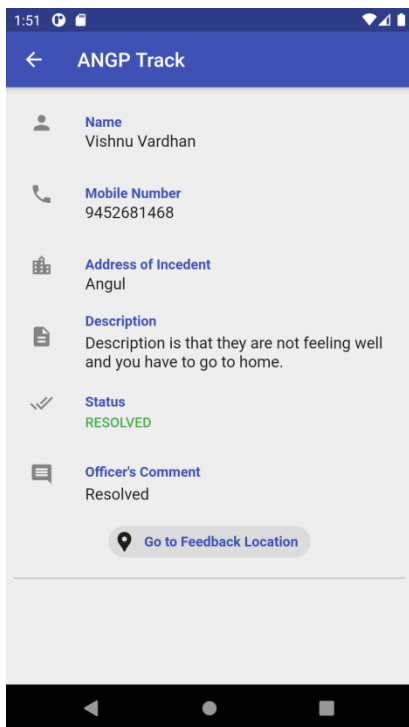 1:51
ANGP Track
Name
Vishnu Vardhan
Mobile Number
9452681468
Address of Incedent
Angul
Description
Description is that they are not feeling well
and you have to go to home.
Status
RESOLVED
Officer's Comment
Resolved
Go to Feedback Location